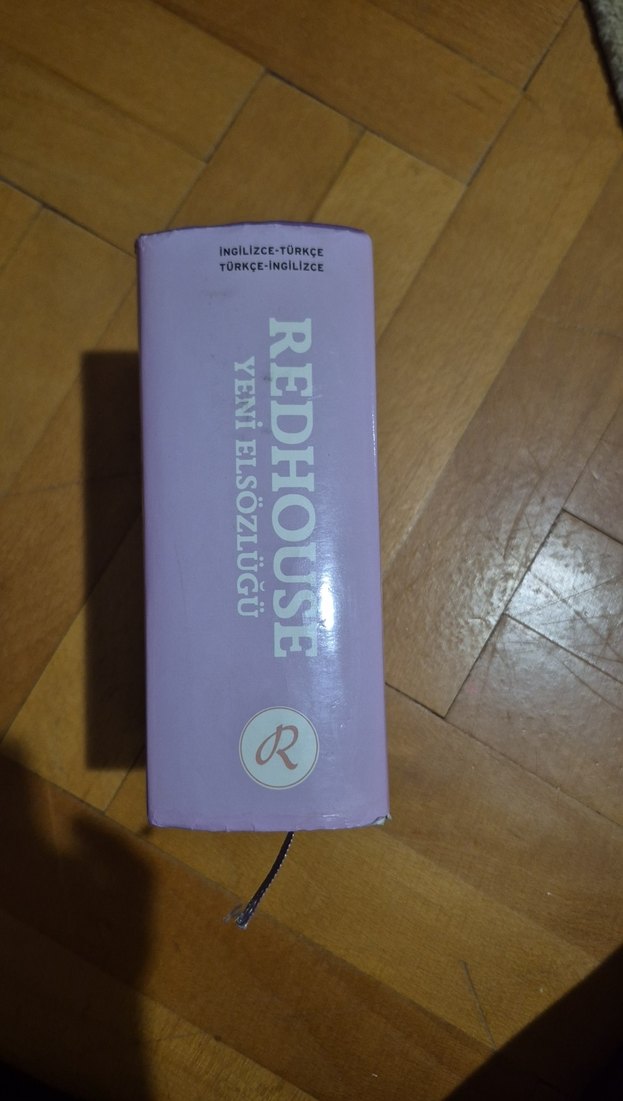 İNGİLİZCE-TÜRKÇE
TÜRKÇE-İNGİLİZCE
REDHOUSE
YENİ ELSÖZLÜĞÜ
R